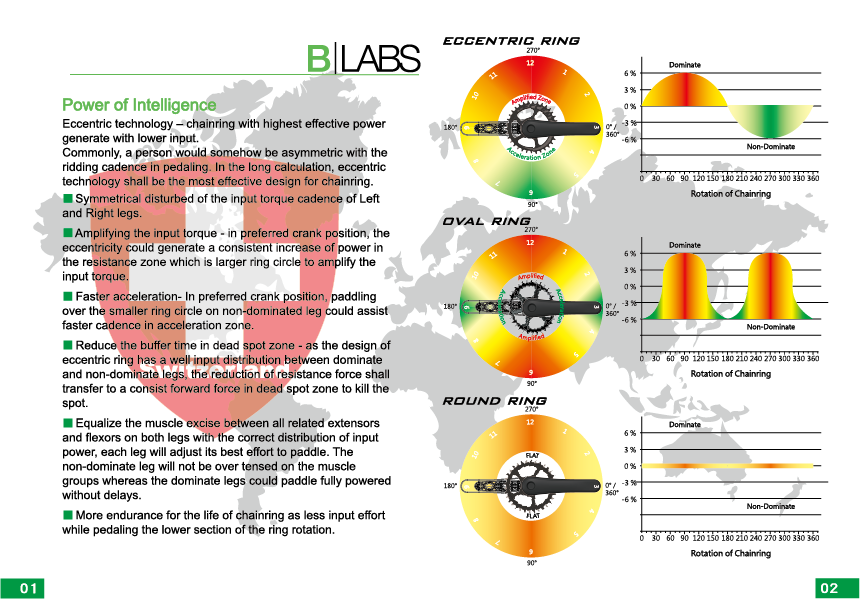 B|LABS
Power of Intelligence
Eccentric technology – chainring with highest effective power
generate with lower input.
Commonly, a person would somehow be asymmetric with the
ridding cadence in pedaling. In the long calculation, eccentric
technology shall be the most effective design for chainring.
■ Symmetrical disturbed of the input torque cadence of Left
and Right legs.
■ Amplifying the input torque - in preferred crank position, the
eccentricity could generate a consistent increase of power in
the resistance zone which is larger ring circle to amplify the
input torque.
■ Faster acceleration- In preferred crank position, paddling
over the smaller ring circle on non-dominated leg could assist
faster cadence in acceleration zone.
■ Reduce the buffer time in dead spot zone - as the design of
eccentric ring has a well input distribution between dominate
and non-dominate legs, the reduction of resistance force shall
transfer to a consist forward force in dead spot zone to kill the
spot.
■ Equalize the muscle excise between all related extensors
and flexors on both legs with the correct distribution of input
power, each leg will adjust its best effort to paddle. The
non-dominate leg will not be over tensed on the muscle
groups whereas the dominate legs could paddle fully powered
without delays.
■ More endurance for the life of chainring as less input effort
while pedaling the lower section of the ring rotation.
Switzerland
01
ECCENTRIC RING
270°
12
11
1
10
2
Amplified Zone
180°
3
0° /
360°
Acceleration Zone
7
9
90°
Dominate
6 %
3 %
0 %
-3 %
-6 %
Non-Dominate
0 30 60 90 120 150 180 210 240 270 300 330 360
Rotation of Chainring
OVAL RING
270°
12
11
1
10
2
Amplified
180°
9
Acceleration
Acceleration
3
0° /
360°
Amplified
7
9
90°
Dominate
6 %
3 %
0 %
-3 %
-6 %
Non-Dominate
0 30 60 90 120 150 180 210 240 270 300 330 360
Rotation of Chainring
ROUND RING
270°
12
11
1
10
2
FLAT
180°
3
0° /
360°
FLAT
7
9
90°
Dominate
6 %
3 %
0 %
-3 %
-6 %
Non-Dominate
0 30 60 90 120 150 180 210 240 270 300 330 360
Rotation of Chainring
02